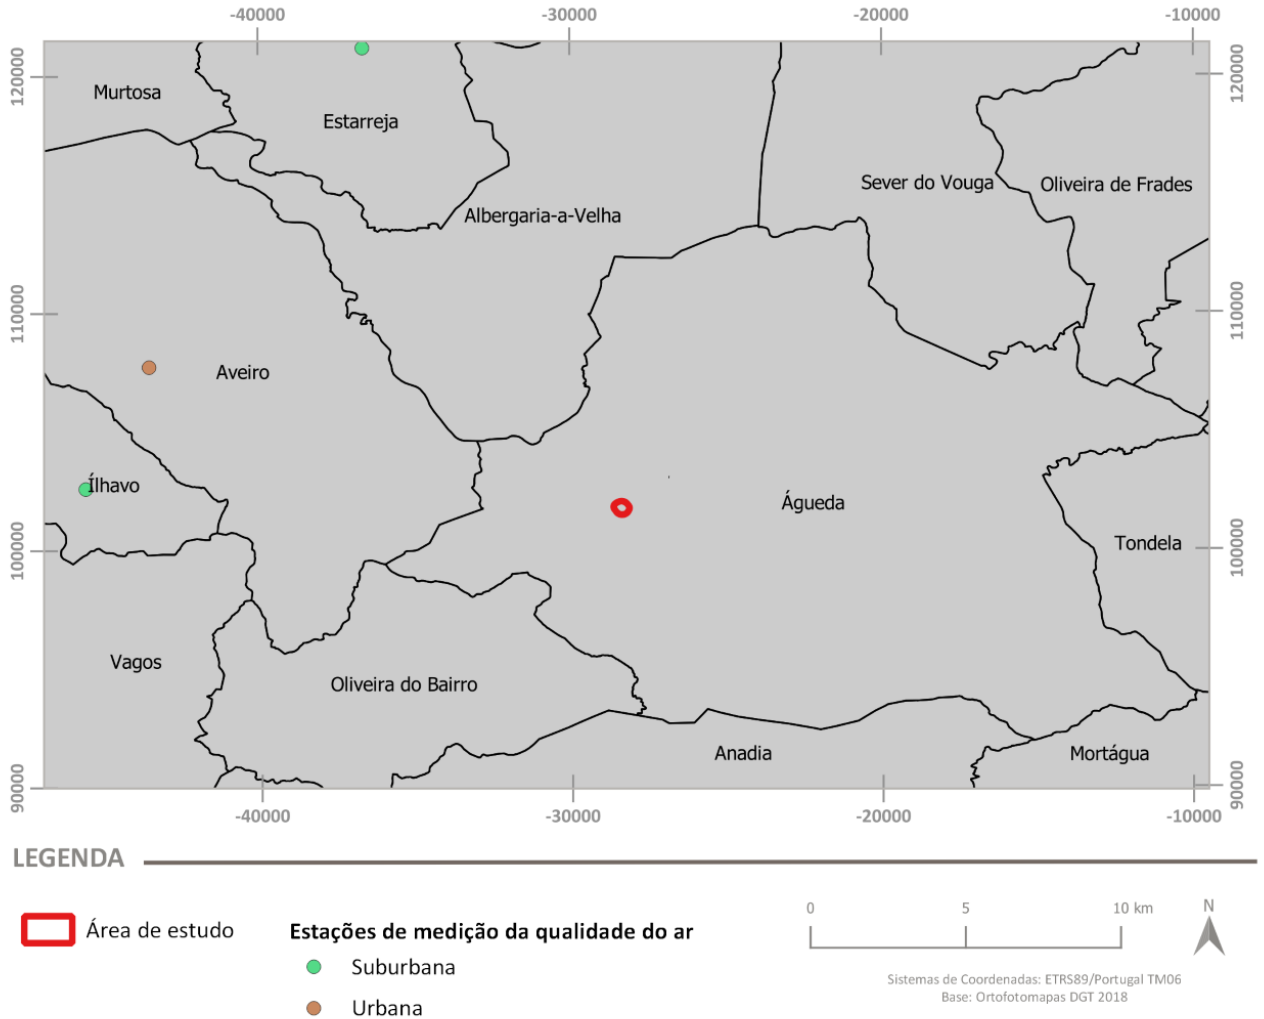 -40000 -30000 -20000 -10000
120000 120000
Murtosa
Estarreja
Sever do Vouga Oliveira de Frades
Albergaria-a-Velha
110000 110000
Aveiro
Ílhavo
Águeda
100000 100000
Tondela
Vagos
Oliveira do Bairro
Anadia Mortágua
90000 90000
-40000 -30000 -20000 -10000
LEGENDA
Área de estudo
Estações de medição da qualidade do ar
Suburbana
Urbana
0 5 10 km
N
Sistemas de Coordenadas: ETRS89/Portugal TM06
Base: Ortofotomapas DGT 2018